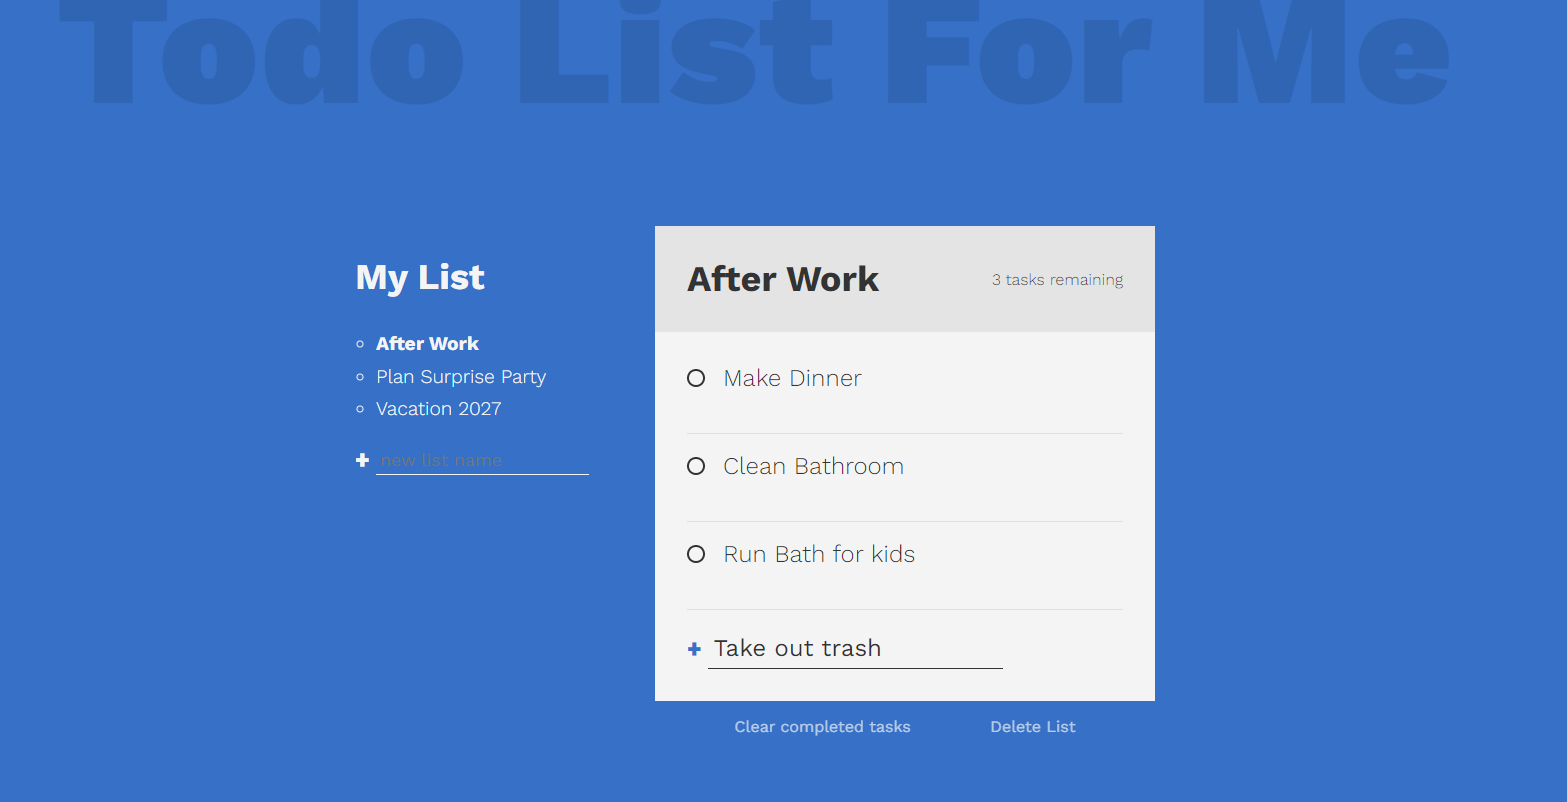 Todo List For Me
My List
After Work
Plan Surprise Party
Vacation 2027
+ new list name
After Work
3 tasks remaining
Make Dinner
Clean Bathroom
Run Bath for kids
+ Take out trash
Clear completed tasks
Delete List